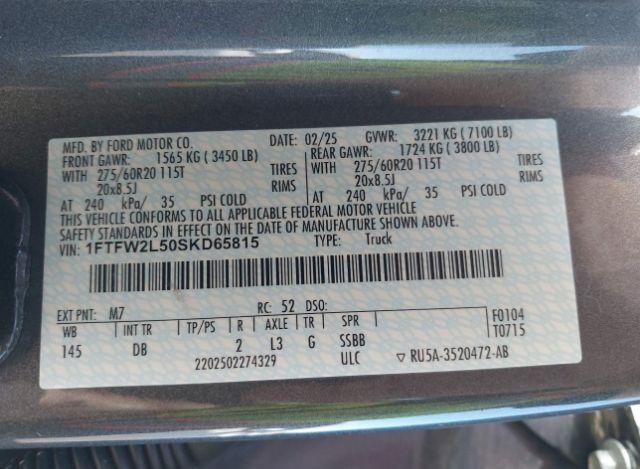 MFD. BY FORD MOTOR CO. DATE: 02/25 GVWR: 3221 KG ( 7100 LB)
FRONT GAWR: 1565 KG ( 3450 LB) REAR GAWR: 1724 KG ( 3800 LB)
WITH 275/60R20 115T TIRES WITH 275/60R20 115T TIRES
20x8.5J RIMS 20x8.5J RIMS
AT 240 kPa/ 35 PSI COLD AT 240 kPa/ 35 PSI COLD
THIS VEHICLE CONFORMS TO ALL APPLICABLE FEDERAL MOTOR VEHICLE
SAFETY STANDARDS IN EFFECT ON THE DATE OF MANUFACTURE SHOWN ABOVE.
VIN: 1FTFW2L50SKD65815 TYPE: Truck
EXT PNT: M7 RC: 52 DSO: F0104
WB INT TR TP/PS R AXLE TR SPR T0715
145 DB 2 L3 G SSBB
2202502274329 ULC ▽ RU5A-3520472-AB